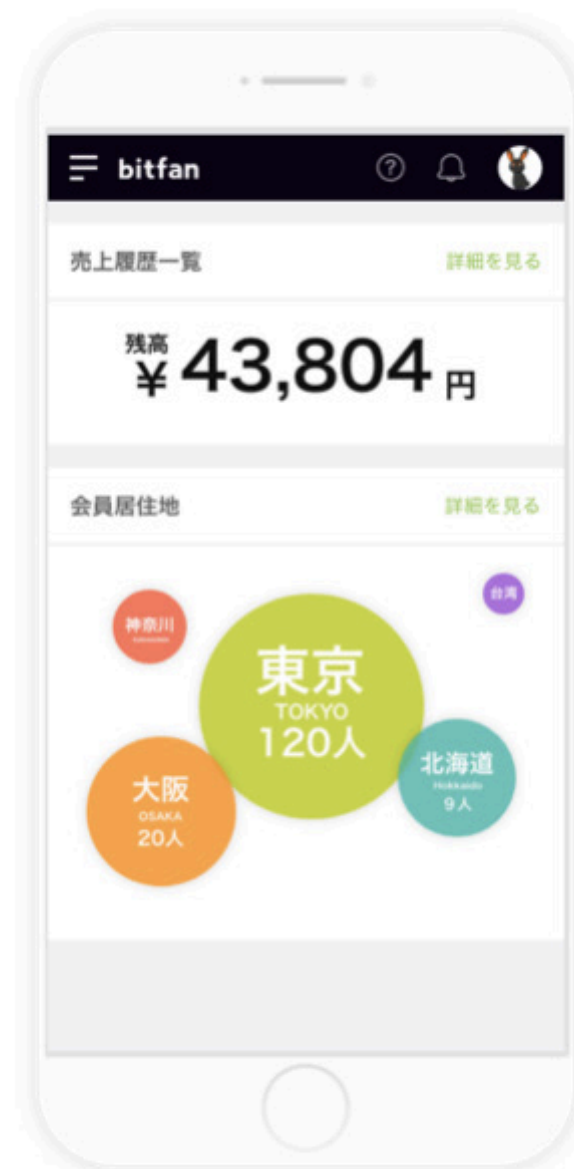 bitfan
?
売上履歴一覧
詳細を見る
残高
¥ 43,804 円
会員居住地
詳細を見る
神奈川
台湾
東京
TOKYO
120人
北海道
Hokkaido
9人
大阪
OSAKA
20人